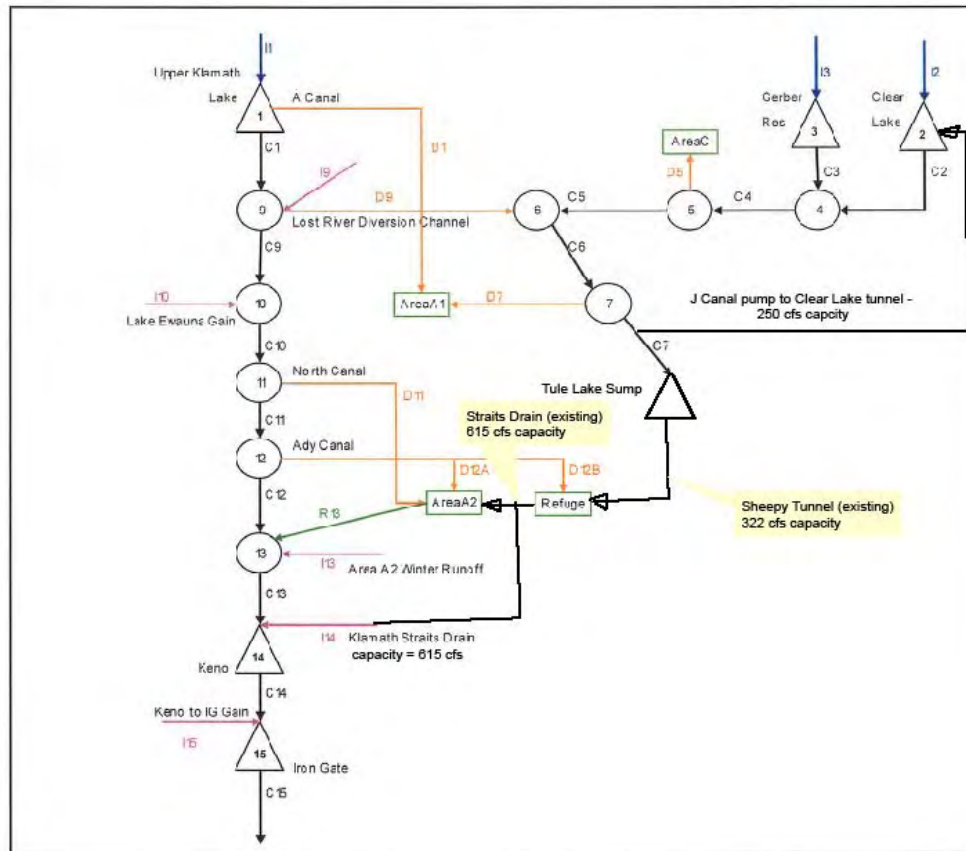 I1
I3
I2
Upper Klamath
Lake
A Canal
Gerber
Res
Clear
Lake
1
3
2
AreaC
C1
D1
I9
D5
C3
C2
9
D9
6
C5
5
C4
4
Lost River Diversion Channel
C9
C6
I10
10
AreaA1
D7
7
Lake Ewauna Gain
J Canal pump to Clear Lake tunnel -
250 cfs capcity
C10
C7
11
North Canal
D11
Tule Lake Sump
Straits Drain (existing)
615 cfs capacity
C11
Ady Canal
12
D12A
D12B
C12
AreaA2
Refuge
Sheepy Tunnel (existing)
322 cfs capacity
R13
13
I13
Area A2 Winter Runoff
C13
I14
Klamath Straits Drain
capacity = 615 cfs
14
Keno
C14
Keno to IG Gain
I15
15
Iron Gate
C15